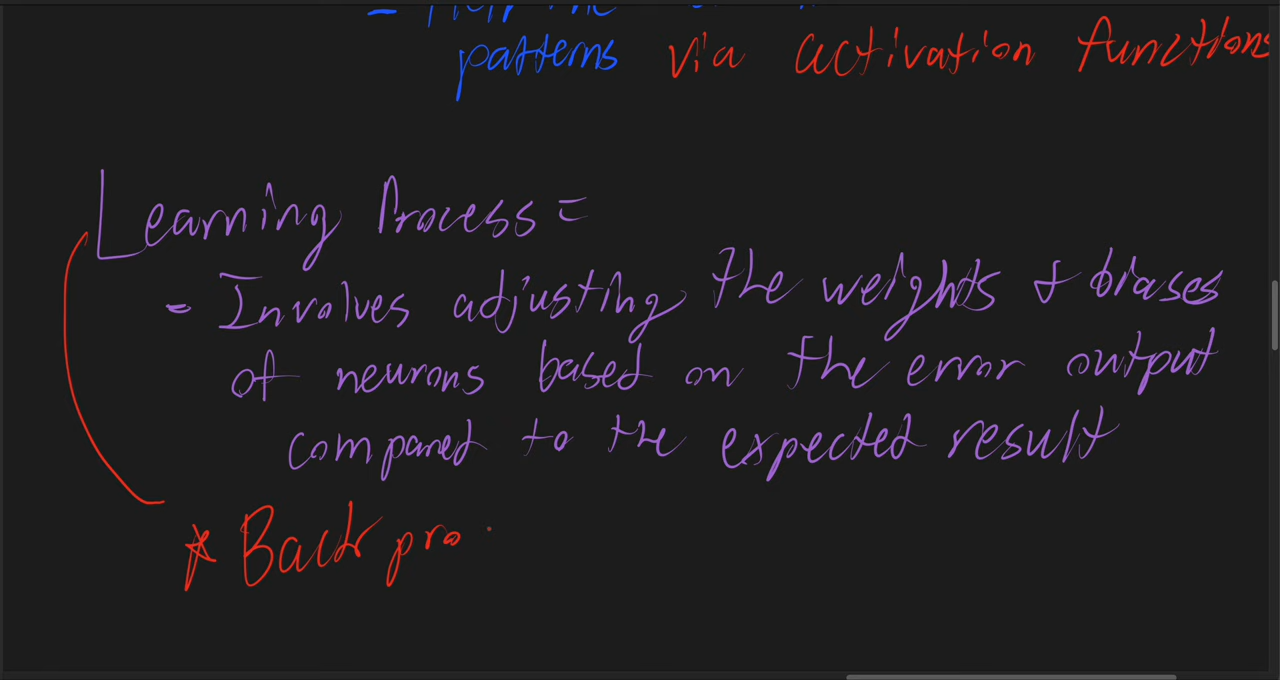 patterns via activation functions
Learning Process =
- Involves adjusting the weights & biases
of neurons based on the error output
compared to the expected result
* Back pro